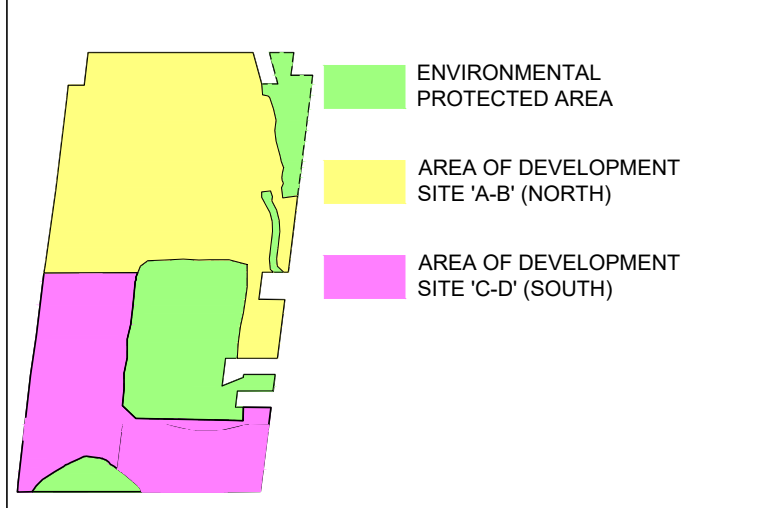 ENVIRONMENTAL
PROTECTED AREA
AREA OF DEVELOPMENT
SITE 'A-B' (NORTH)
AREA OF DEVELOPMENT
SITE 'C-D' (SOUTH)